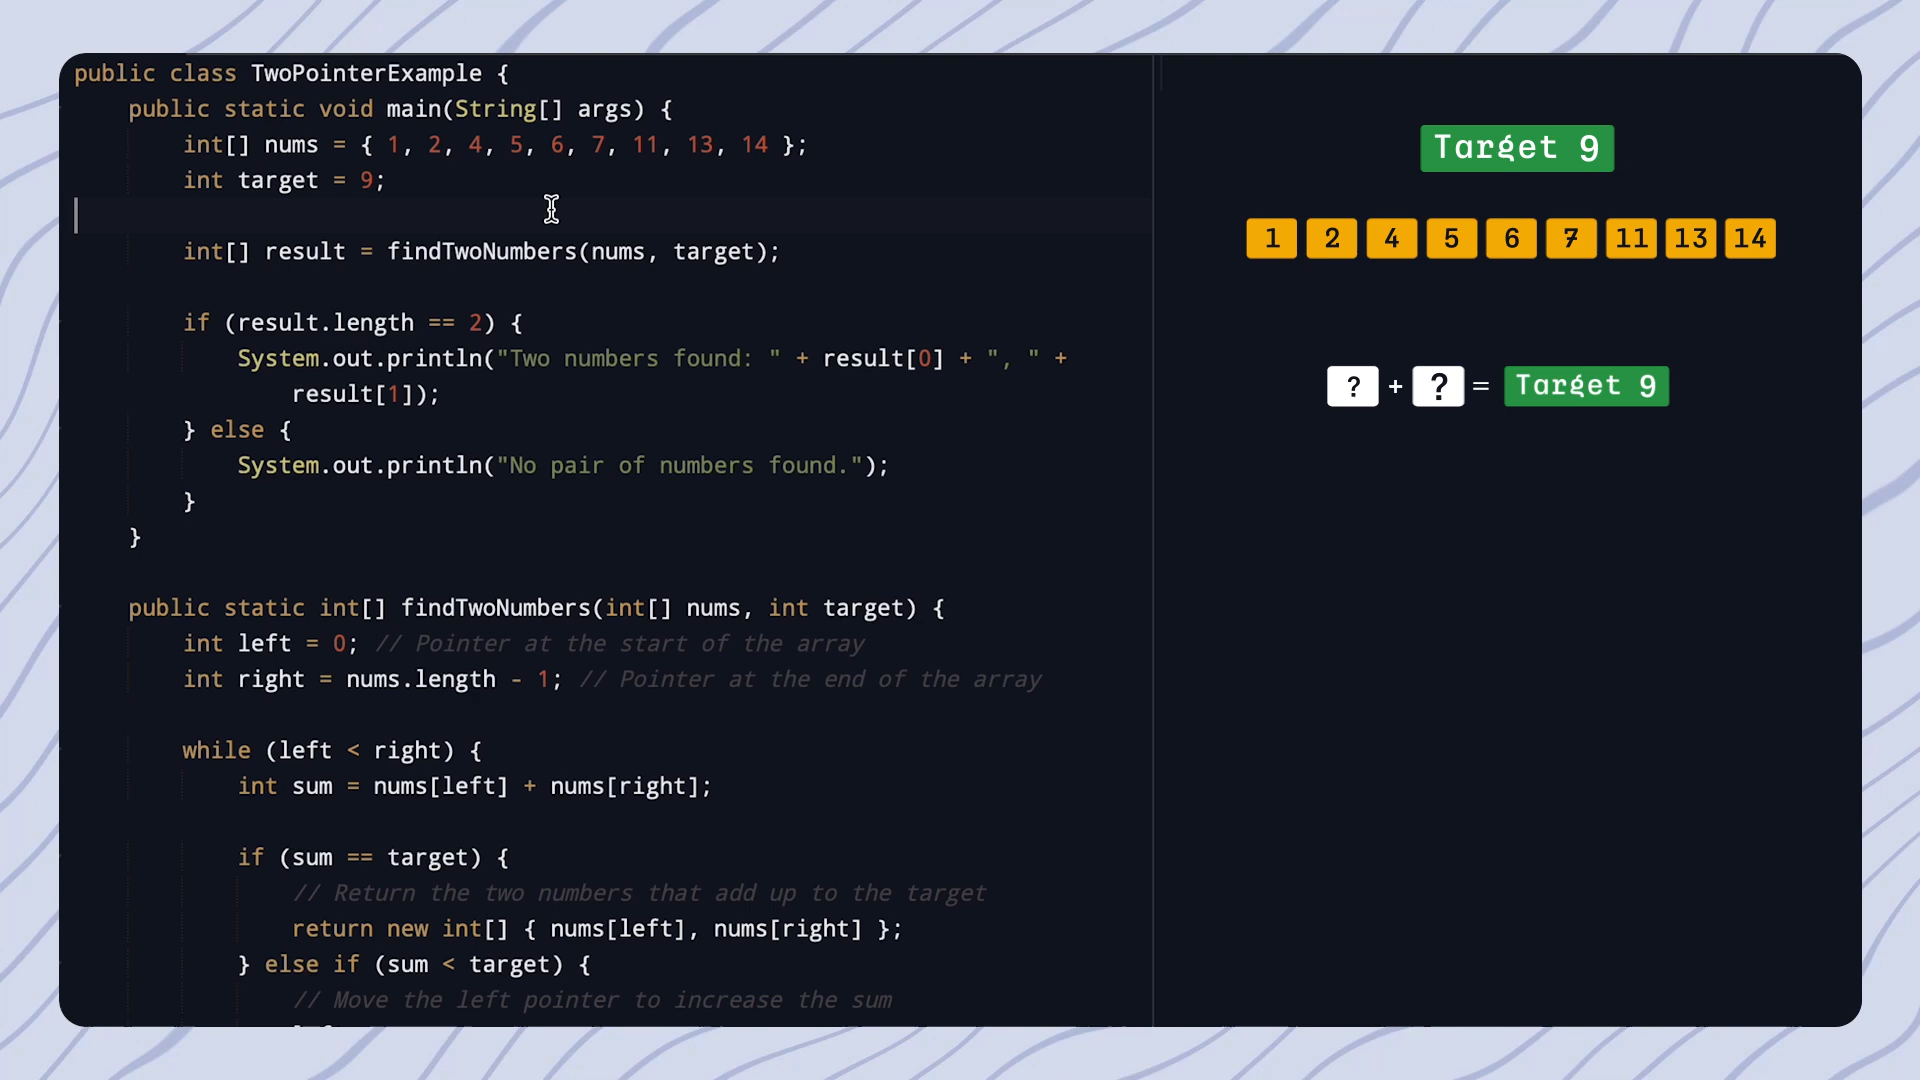 public class TwoPointerExample {
    public static void main(String[] args) {
        int[] nums = { 1, 2, 4, 5, 6, 7, 11, 13, 14 };
        int target = 9;
        int[] result = findTwoNumbers(nums, target);
        if (result.length == 2) {
            System.out.println("Two numbers found: " + result[0] + ", " +
                result[1]);
        } else {
            System.out.println("No pair of numbers found.");
        }
    }
    public static int[] findTwoNumbers(int[] nums, int target) {
        int left = 0; // Pointer at the start of the array
        int right = nums.length - 1; // Pointer at the end of the array
        while (left < right) {
            int sum = nums[left] + nums[right];
            if (sum == target) {
                // Return the two numbers that add up to the target
                return new int[] { nums[left], nums[right] };
            } else if (sum < target) {
                // Move the left pointer to increase the sum
Target 9
1 2 4 5 6 7 11 13 14
? + ? = Target 9